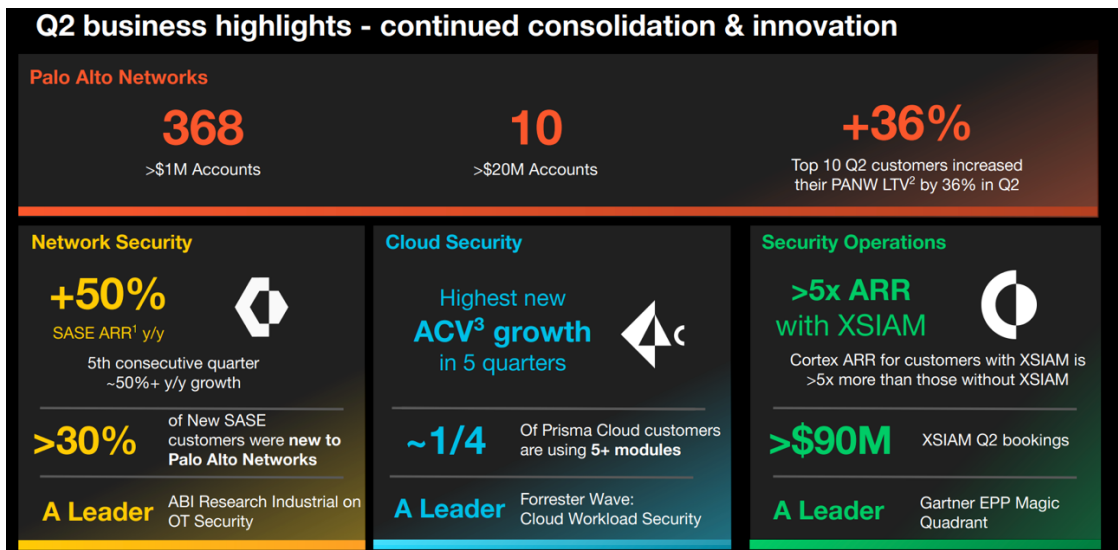 Q2 business highlights - continued consolidation & innovation
Palo Alto Networks
368
>$1M Accounts
10
>$20M Accounts
+36%
Top 10 Q2 customers increased
their PANW LTV² by 36% in Q2
Network Security
+50%
SASE ARR¹ y/y
5th consecutive quarter
~50%+ y/y growth
>30%
of New SASE
customers were new to
Palo Alto Networks
A Leader
ABI Research Industrial on
OT Security
Cloud Security
Highest new
ACV³ growth
in 5 quarters
~1/4
Of Prisma Cloud customers
are using 5+ modules
A Leader
Forrester Wave:
Cloud Workload Security
Security Operations
>5x ARR
with XSIAM
Cortex ARR for customers with XSIAM is
>5x more than those without XSIAM
>$90M
XSIAM Q2 bookings
A Leader
Gartner EPP Magic
Quadrant